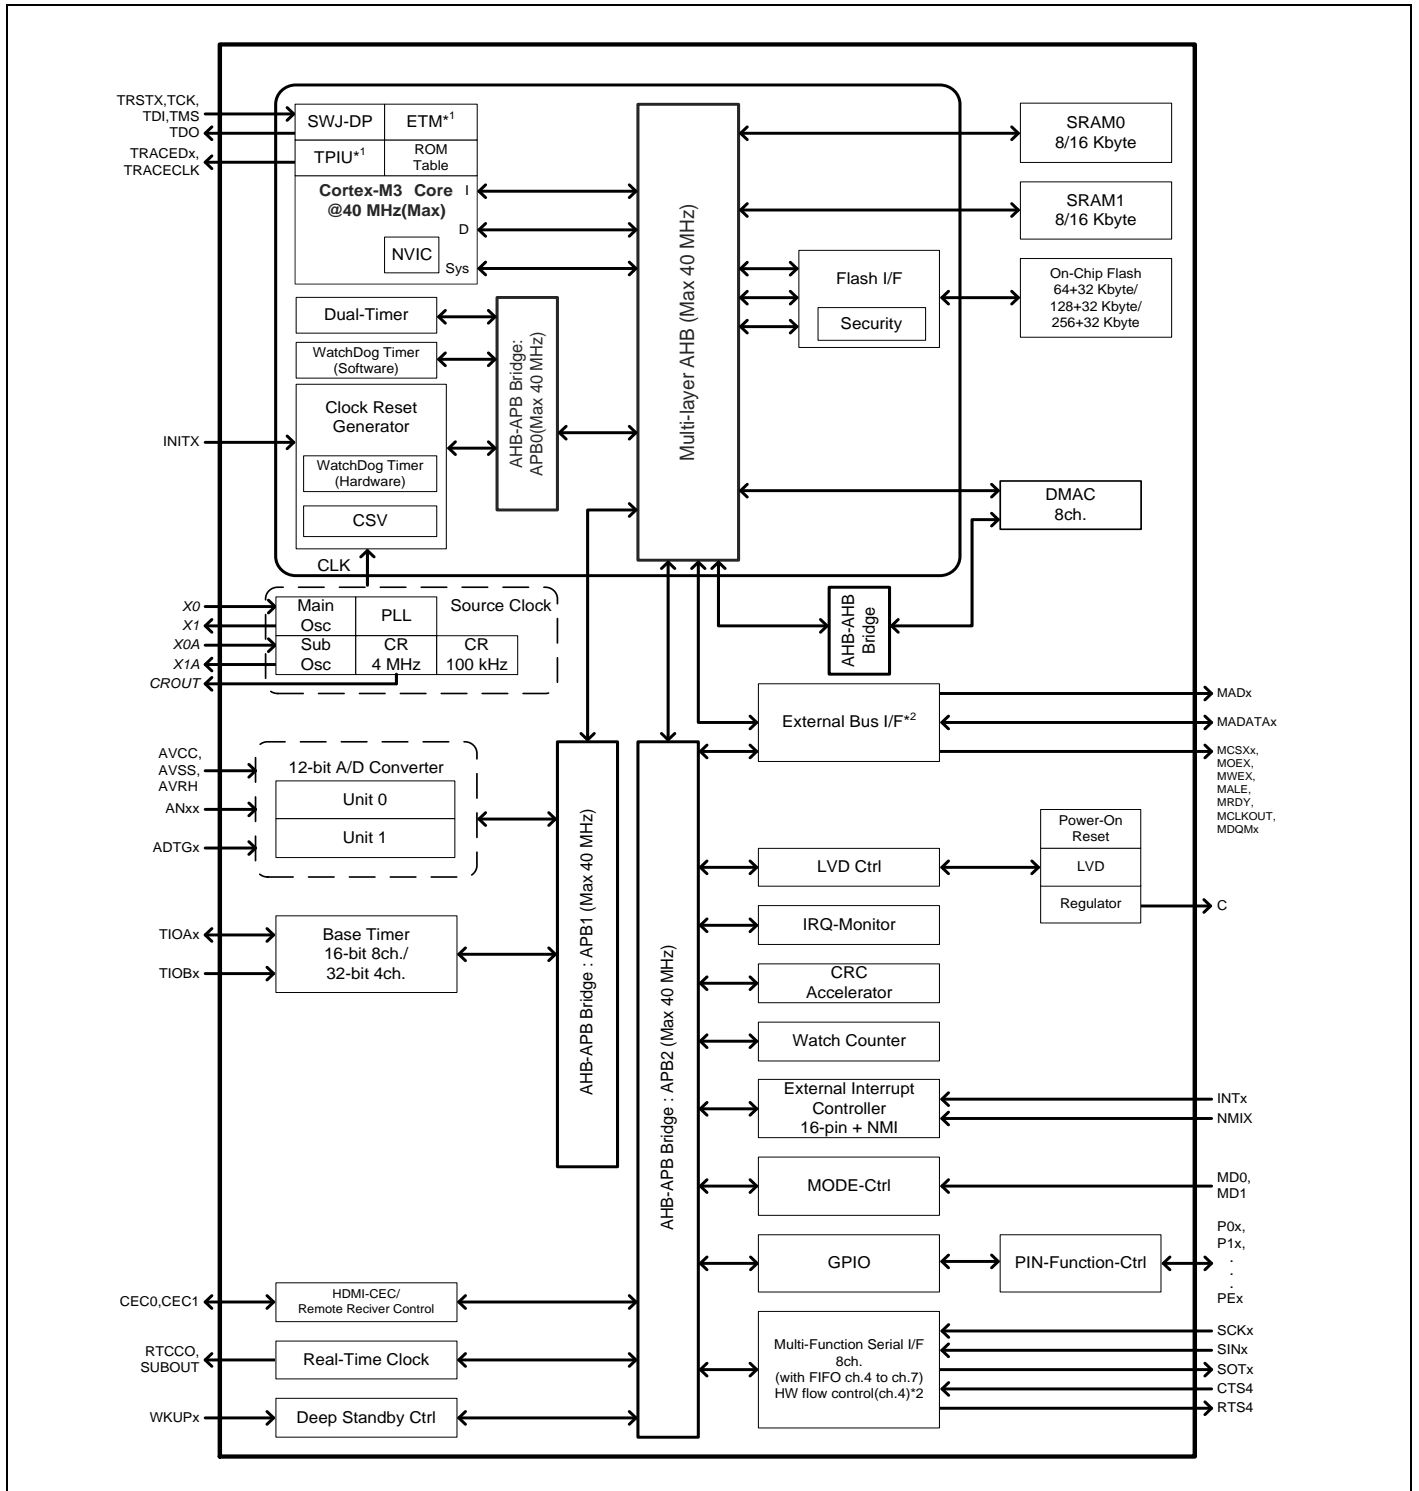 TRSTX,TCK,
TDI,TMS
TDO
TRACEDx,
TRACECLK
SWJ-DP
ETM*1
TPIU*1
ROM
Table
Cortex-M3 Core
@40 MHz(Max)
I
D
Sys
NVIC
Dual-Timer
WatchDog Timer
(Software)
Clock Reset
Generator
WatchDog Timer
(Hardware)
CSV
INITX
CLK
AHB-APB Bridge:
APB0(Max 40 MHz)
Multi-layer AHB (Max 40 MHz)
SRAM0
8/16 Kbyte
SRAM1
8/16 Kbyte
Flash I/F
Security
On-Chip Flash
64+32 Kbyte/
128+32 Kbyte/
256+32 Kbyte
DMAC
8ch.
AHB-AHB
Bridge
X0
X1
X0A
X1A
CROUT
Main
Osc
PLL
Source Clock
Sub
Osc
CR
4 MHz
CR
100 kHz
External Bus I/F*2
MADx
MADATAx
MCSXx,
MOEX,
MWEX,
MALE,
MRDY,
MCLKOUT,
MDQMx
AVCC,
AVSS,
AVRH
ANxx
ADTGx
12-bit A/D Converter
Unit 0
Unit 1
TIOAx
TIOBx
Base Timer
16-bit 8ch./
32-bit 4ch.
AHB-APB Bridge : APB1 (Max 40 MHz)
AHB-APB Bridge : APB2 (Max 40 MHz)
LVD Ctrl
Power-On
Reset
LVD
Regulator
C
IRQ-Monitor
CRC
Accelerator
Watch Counter
External Interrupt
Controller
16-pin + NMI
INTx
NMIX
MODE-Ctrl
MD0,
MD1
GPIO
PIN-Function-Ctrl
P0x,
P1x,
.
.
.
PEx
CEC0,CEC1
HDMI-CEC/
Remote Reciver Control
RTCCO,
SUBOUT
Real-Time Clock
WKUPx
Deep Standby Ctrl
Multi-Function Serial I/F
8ch.
(with FIFO ch.4 to ch.7)
HW flow control(ch.4)*2
SCKx
SINx
SOTx
CTS4
RTS4